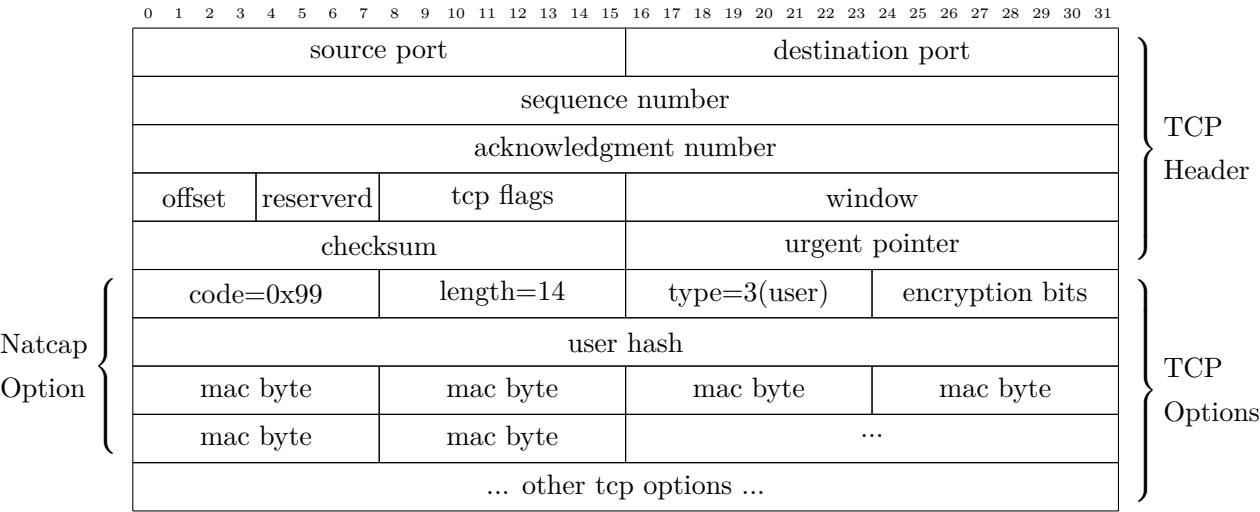 0 1 2 3 4 5 6 7 8 9 10 11 12 13 14 15 16 17 18 19 20 21 22 23 24 25 26 27 28 29 30 31
source port destination port
sequence number
acknowledgment number
offset reserverd tcp flags window
checksum urgent pointer
TCP
Header
code=0x99 length=14 type=3(user) encryption bits
user hash
mac byte mac byte mac byte mac byte
mac byte mac byte ...
... other tcp options ...
Natcap
Option
TCP
Options